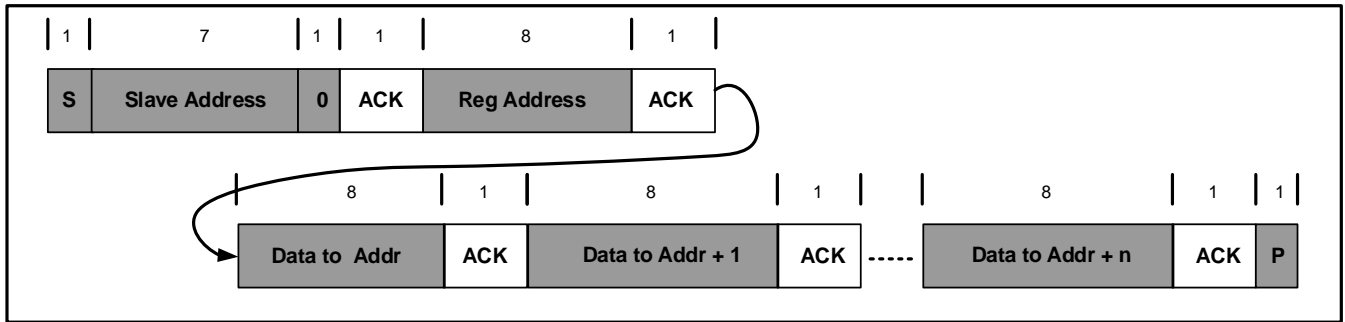 1 7 1 1 8 1
S Slave Address 0 ACK Reg Address ACK
8 1 8 1 8 1 1
Data to Addr ACK Data to Addr + 1 ACK ----- Data to Addr + n ACK P